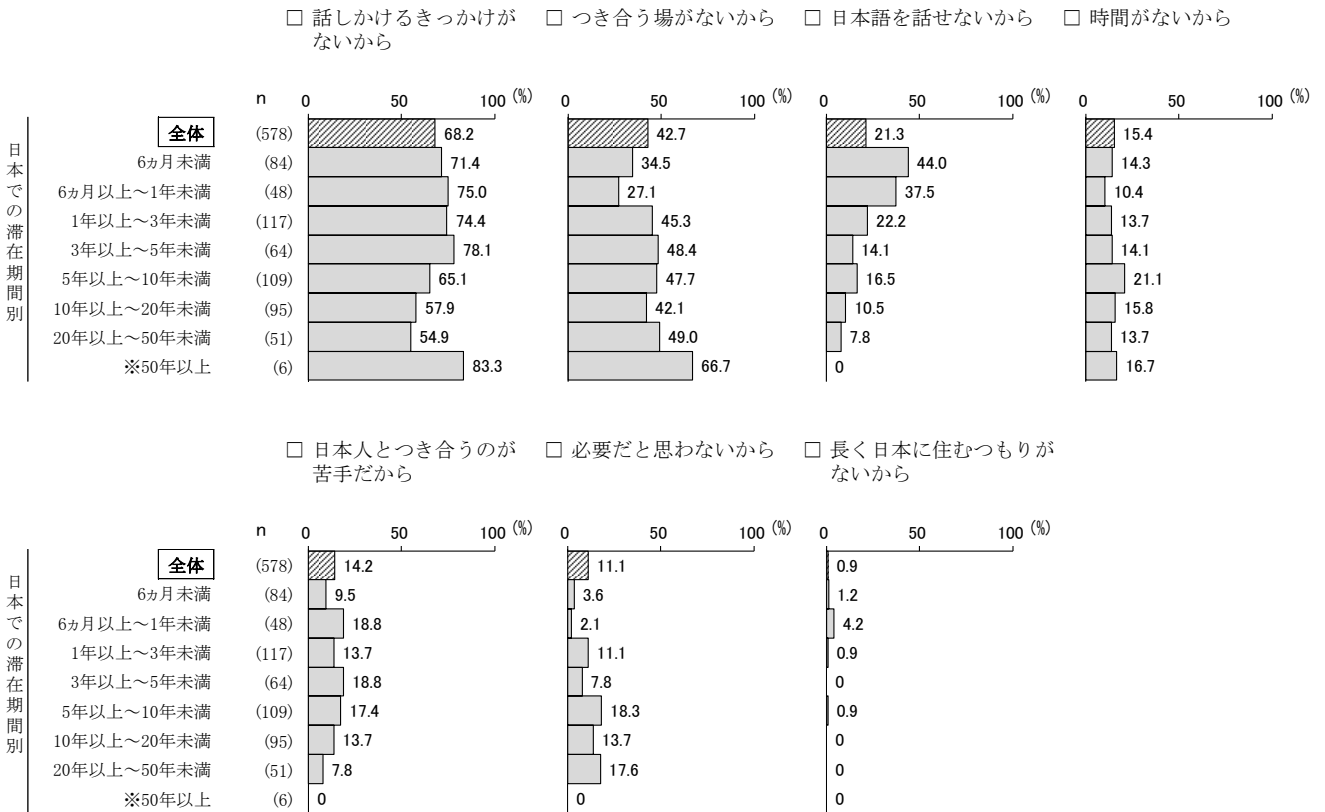 □ 話しかけるきっかけが □ つき合う場がないから □ 日本語を話せないから □ 時間がないから
ないから
n 0 50 100 (%) 0 50 100 (%) 0 50 100 (%) 0 50 100 (%)
日本での滞在期間別
全体 (578) 68.2 42.7 21.3 15.4
6ヵ月未満 (84) 71.4 34.5 44.0 14.3
6ヵ月以上～1年未満 (48) 75.0 27.1 37.5 10.4
1年以上～3年未満 (117) 74.4 45.3 22.2 13.7
3年以上～5年未満 (64) 78.1 48.4 14.1 14.1
5年以上～10年未満 (109) 65.1 47.7 16.5 21.1
10年以上～20年未満 (95) 57.9 42.1 10.5 15.8
20年以上～50年未満 (51) 54.9 49.0 7.8 13.7
※50年以上 (6) 83.3 66.7 0 16.7
□ 日本人とつき合うのが □ 必要だと思わないから □ 長く日本に住むつもりが
苦手だから ないから
n 0 50 100 (%) 0 50 100 (%) 0 50 100 (%)
日本での滞在期間別
全体 (578) 14.2 11.1 0.9
6ヵ月未満 (84) 9.5 3.6 1.2
6ヵ月以上～1年未満 (48) 18.8 2.1 4.2
1年以上～3年未満 (117) 13.7 11.1 0.9
3年以上～5年未満 (64) 18.8 7.8 0
5年以上～10年未満 (109) 17.4 18.3 0.9
10年以上～20年未満 (95) 13.7 13.7 0
20年以上～50年未満 (51) 7.8 17.6 0
※50年以上 (6) 0 0 0